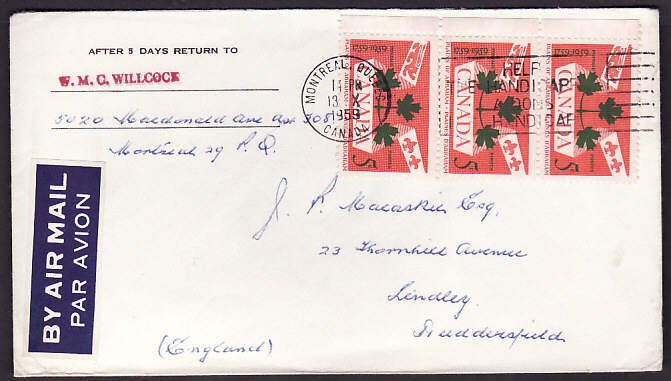 AFTER 5 DAYS RETURN TO
W. M. C. WILLCOCK
5020 Macdonald Ave Apt 305
Montreal 29 P.Q.
MONTREAL QUE
PM
13 X
1959
CANADA
HELP
HANDICAP
HANDICAP
1759·1959
CANADA
5¢
1759·1959
CANADA
5¢
1759·1959
CANADA
5¢
BY AIR MAIL
PAR AVION
J. P. Macaskie Esq.
23 Thornhill Avenue
Lindley
Huddersfield
(England)